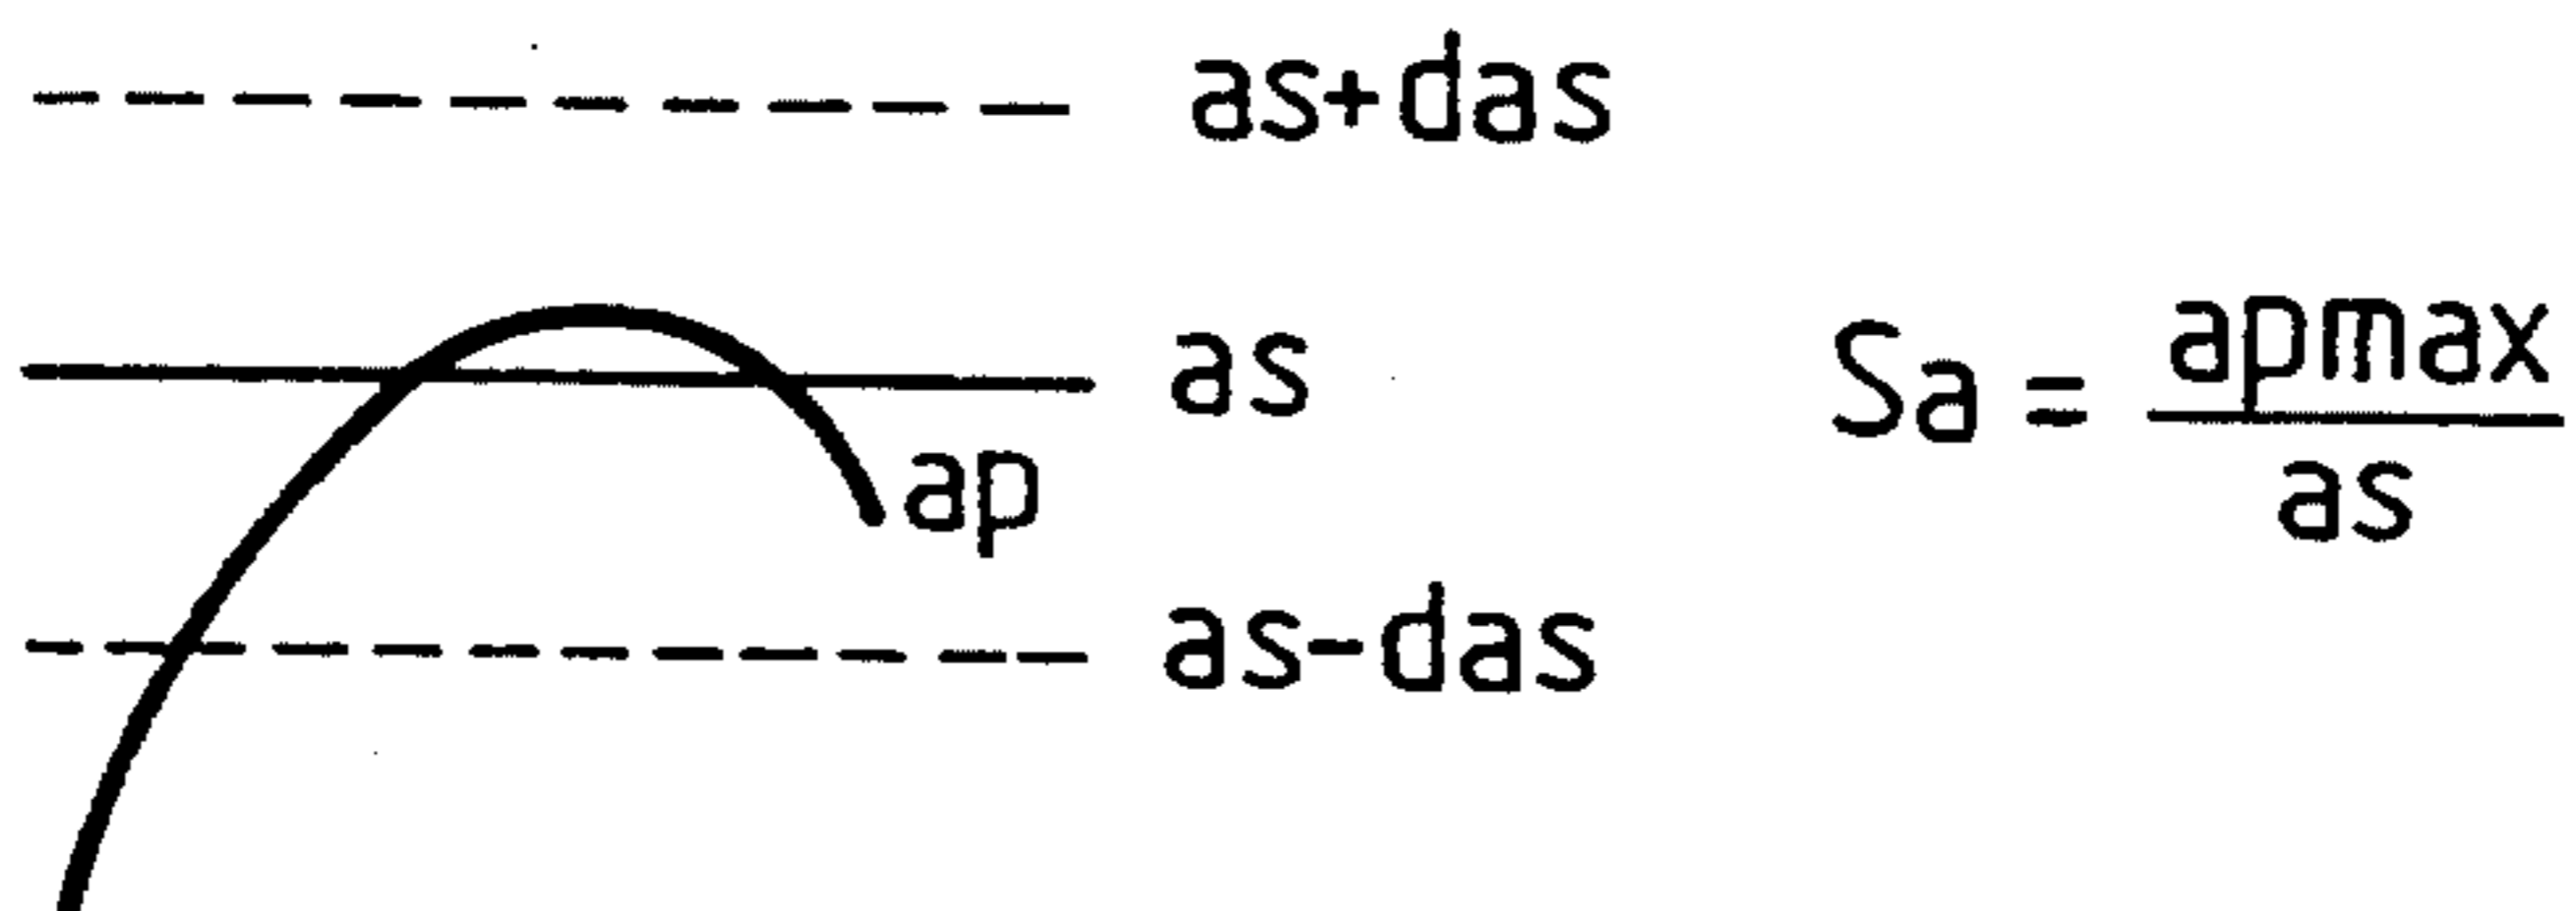 as+das
as
ap
as-das
Sa = apmax
as